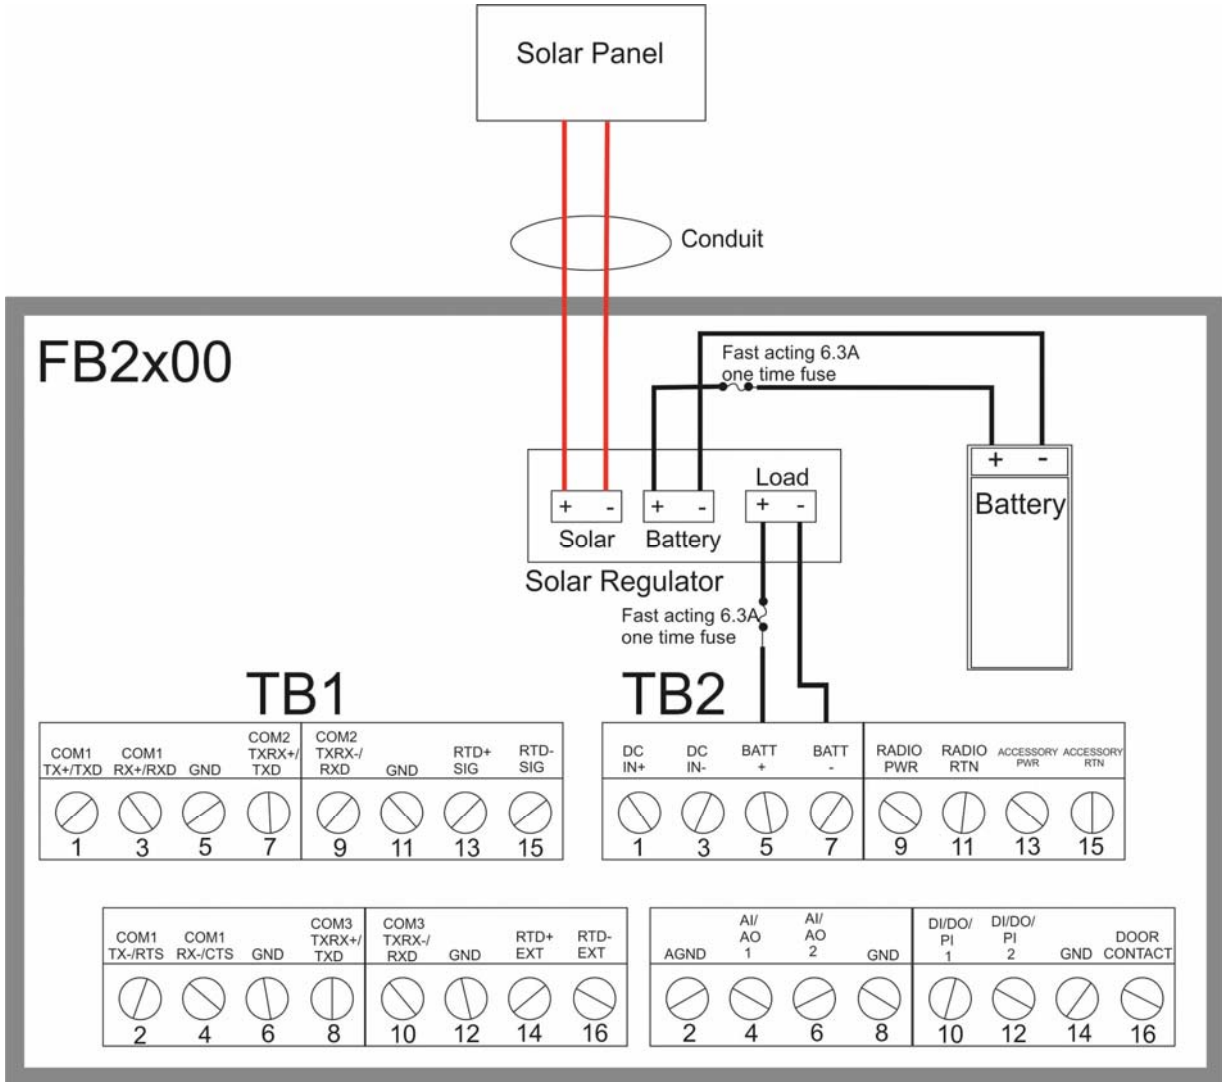 Solar Panel
Conduit
FB2x00
Fast acting 6.3A
one time fuse
+ -
Battery
Load
+ - + - + -
Solar Battery
Solar Regulator
Fast acting 6.3A
one time fuse
TB1 TB2
COM1
TX+/TXD
COM1
RX+/RXD
GND
COM2
TXRX+/
TXD
COM2
TXRX-/
RXD
GND
RTD+
SIG
RTD-
SIG
1 3 5 7 9 11 13 15
DC
IN+
DC
IN-
BATT
+
BATT
-
RADIO
PWR
RADIO
RTN
ACCESSORY
PWR
ACCESSORY
RTN
1 3 5 7 9 11 13 15
COM1
TX-/RTS
COM1
RX-/CTS
GND
COM3
TXRX+/
TXD
COM3
TXRX-/
RXD
GND
RTD+
EXT
RTD-
EXT
2 4 6 8 10 12 14 16
AGND
AI/
AO
1
AI/
AO
2
GND
DI/DO/
PI
1
DI/DO/
PI
2
GND
DOOR
CONTACT
2 4 6 8 10 12 14 16